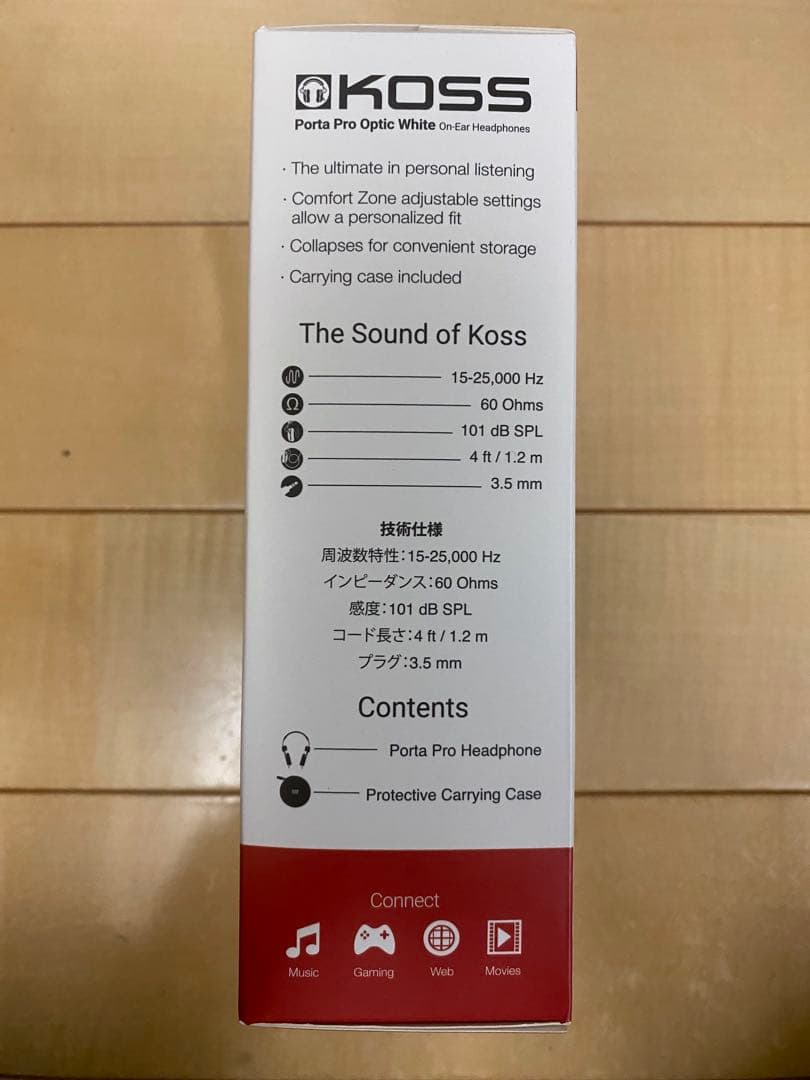 KOSS
Porta Pro Optic White On-Ear Headphones
· The ultimate in personal listening
· Comfort Zone adjustable settings
allow a personalized fit
· Collapses for convenient storage
· Carrying case included
The Sound of Koss
15-25,000 Hz
Ω 60 Ohms
101 dB SPL
4 ft / 1.2 m
3.5 mm
技術仕様
周波数特性:15-25,000 Hz
インピーダンス:60 Ohms
感度:101 dB SPL
コード長さ:4 ft / 1.2 m
プラグ:3.5 mm
Contents
Porta Pro Headphone
Protective Carrying Case
Connect
Music Gaming Web Movies